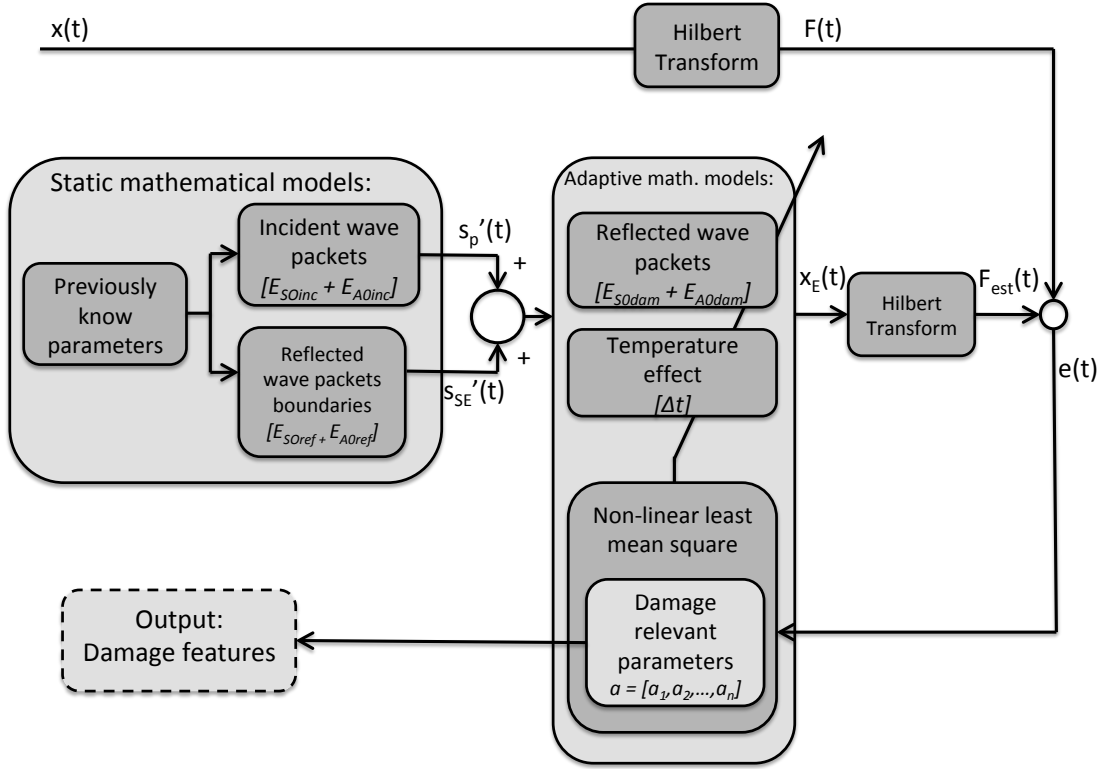 x(t)
Hilbert
Transform
F(t)
Static mathematical models:
Previously
know
parameters
Incident wave
packets
[E_SOinc + E_A0inc]
Reflected
wave packets
boundaries
[E_SOref + E_A0ref]
s_p'(t)
+
+
s_SE'(t)
Adaptive math. models:
Reflected wave
packets
[E_S0dam + E_A0dam]
Temperature
effect
[Δt]
Non-linear least
mean square
Damage
relevant
parameters
a = [a_1,a_2,...,a_n]
x_E(t)
Hilbert
Transform
F_est(t)
e(t)
Output:
Damage features